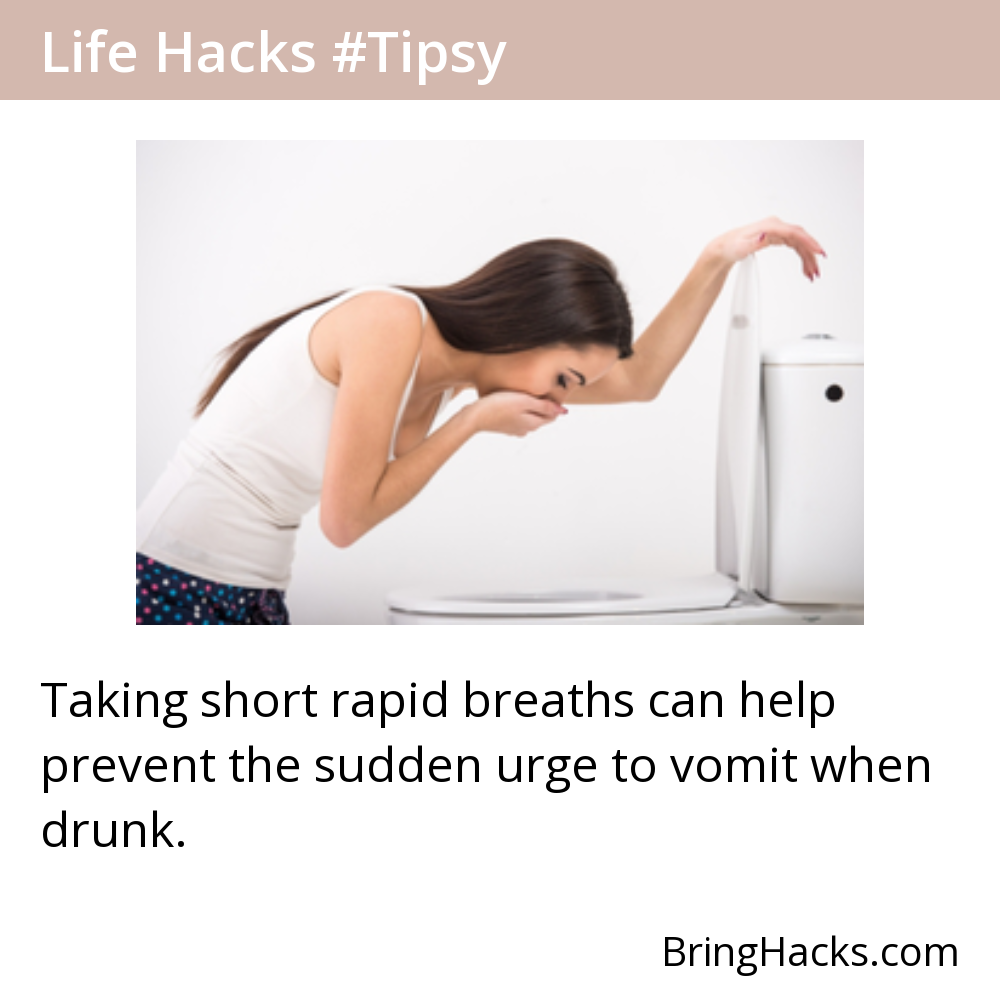 Life Hacks #Tipsy
Taking short rapid breaths can help
prevent the sudden urge to vomit when
drunk.
BringHacks.com